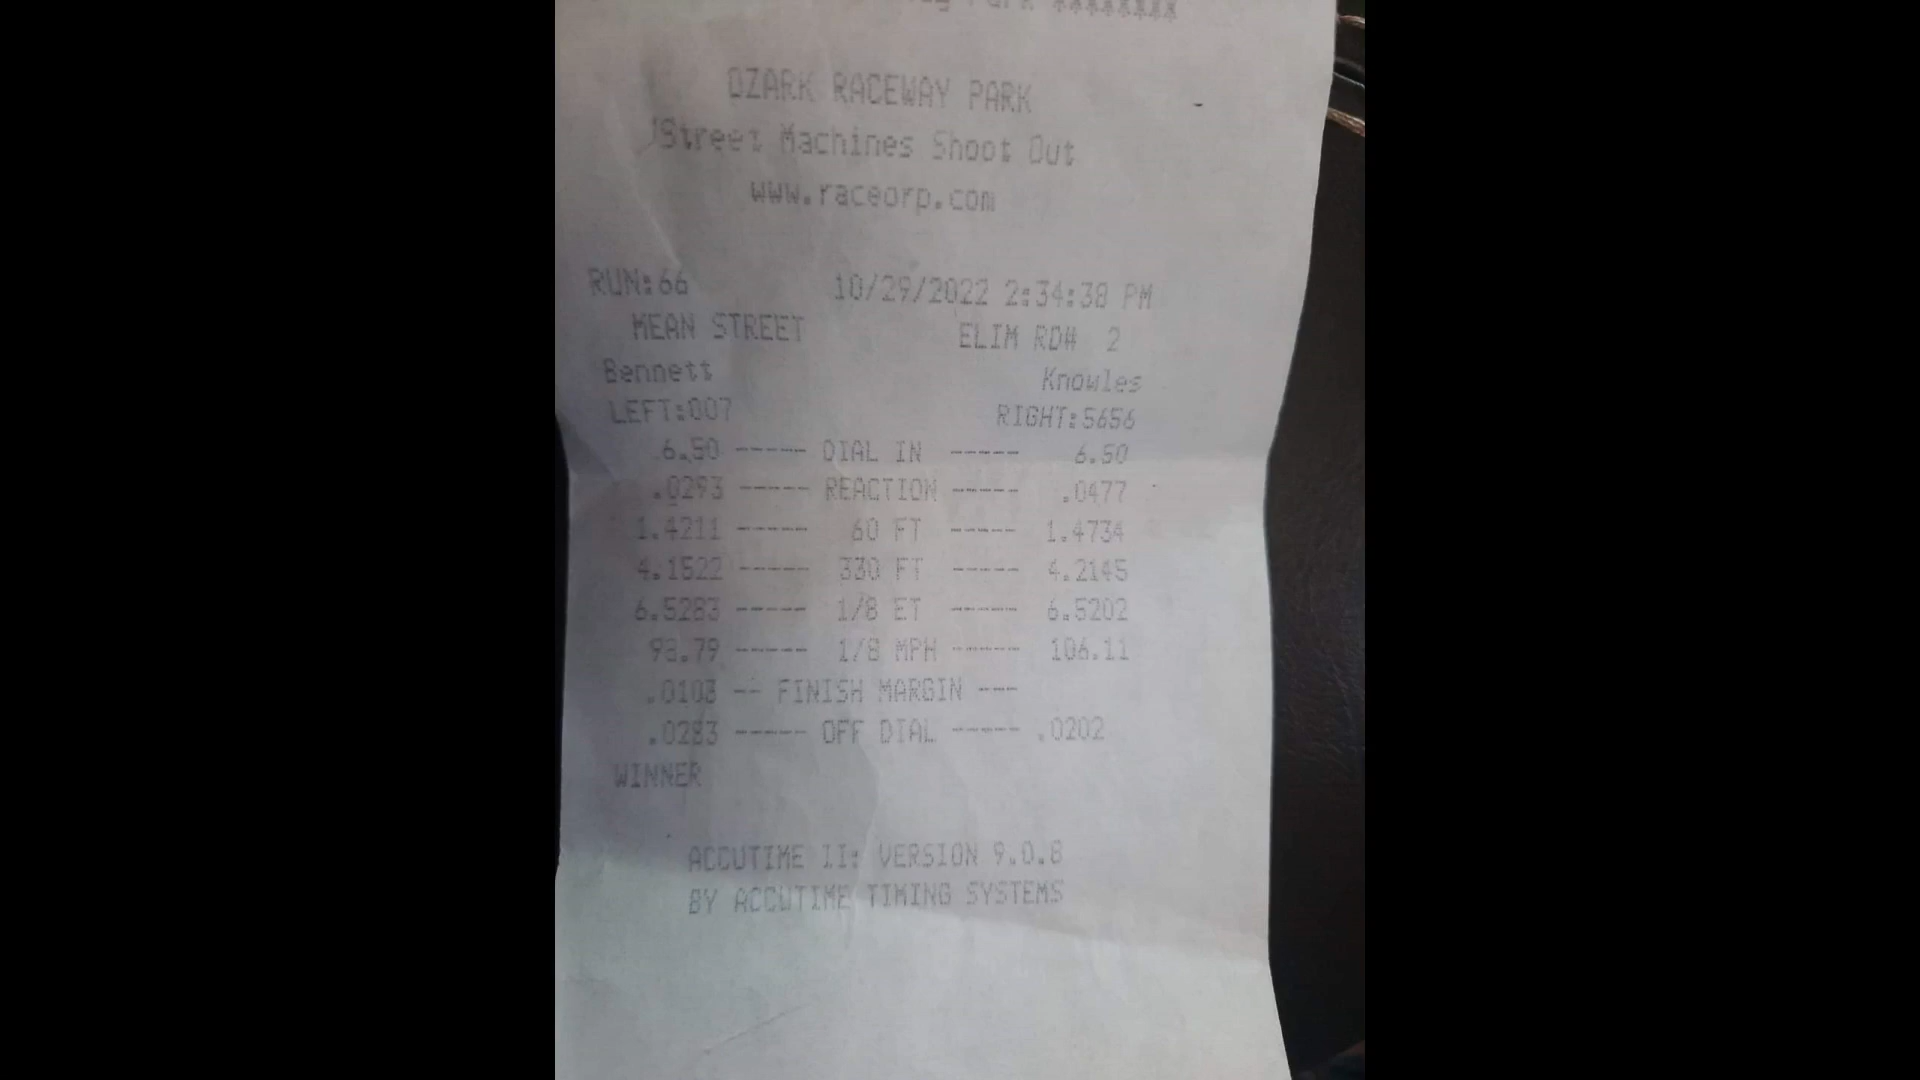 Park ********
OZARK RACEWAY PARK
Street Machines Shoot Out
www.raceorp.com
RUN:66 10/29/2022 2:34:38 PM
MEAN STREET ELIM RD# 2
Bennett Knowles
LEFT:007 RIGHT:5656
6.50 ----- DIAL IN ----- 6.50
.0293 ----- REACTION ----- .0477
1.4211 ----- 60 FT ----- 1.4734
4.1522 ----- 330 FT ----- 4.2145
6.5283 ----- 1/8 ET ----- 6.5202
98.79 ----- 1/8 MPH ----- 106.11
.0103 -- FINISH MARGIN ---
.0283 ----- OFF DIAL ----- .0202
WINNER
ACCUTIME II: VERSION 9.0.8
BY ACCUTIME TIMING SYSTEMS